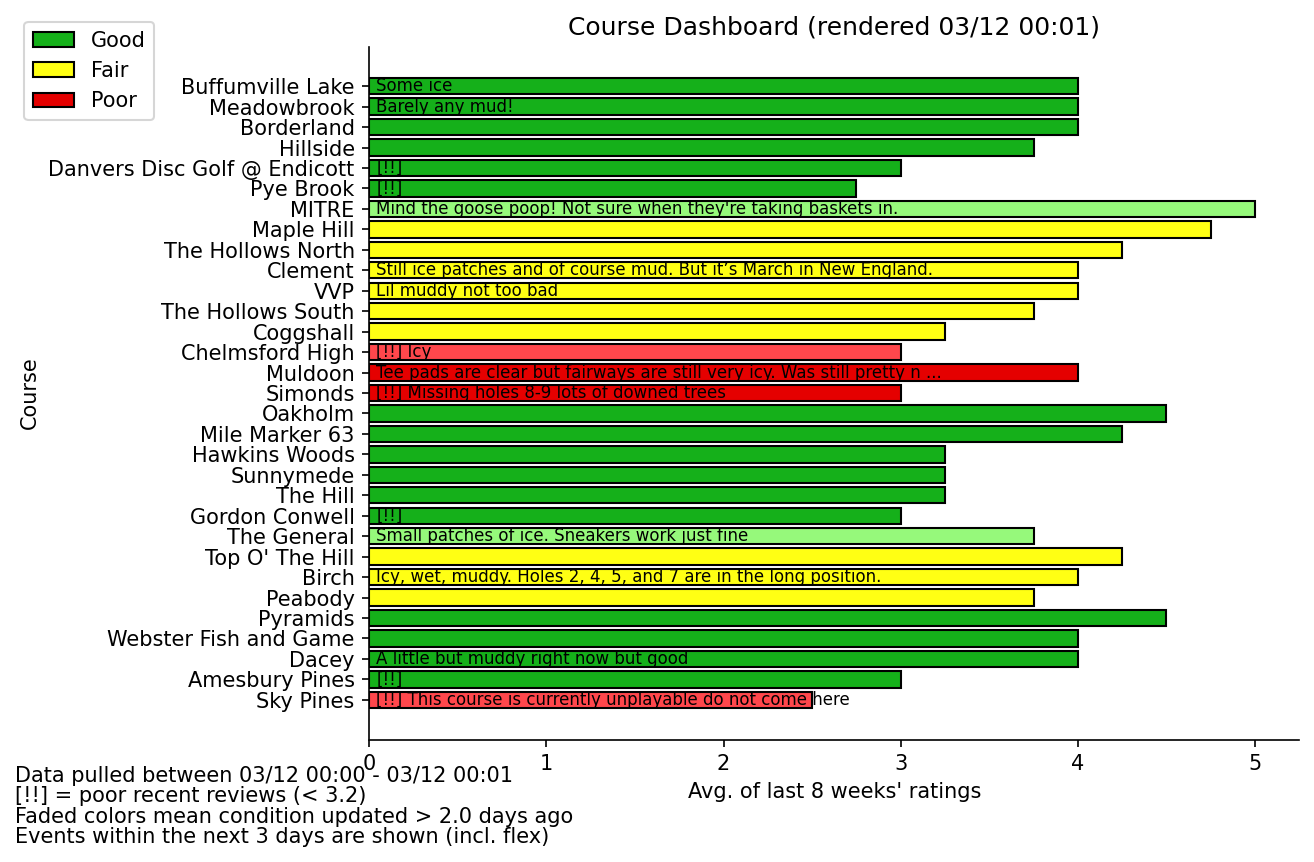 Course Dashboard (rendered 03/12 00:01)
Good
Fair
Poor
Course
Buffumville Lake Some ice
Meadowbrook Barely any mud!
Borderland
Hillside
Danvers Disc Golf @ Endicott [!!]
Pye Brook [!!]
MITRE Mind the goose poop! Not sure when they're taking baskets in.
Maple Hill
The Hollows North
Clement Still ice patches and of course mud. But it’s March in New England.
VVP Lil muddy not too bad
The Hollows South
Coggshall
Chelmsford High [!!] Icy
Muldoon Tee pads are clear but fairways are still very icy. Was still pretty n ...
Simonds [!!] Missing holes 8-9 lots of downed trees
Oakholm
Mile Marker 63
Hawkins Woods
Sunnymede
The Hill
Gordon Conwell [!!]
The General Small patches of ice. Sneakers work just fine
Top O' The Hill
Birch Icy, wet, muddy. Holes 2, 4, 5, and 7 are in the long position.
Peabody
Pyramids
Webster Fish and Game
Dacey A little but muddy right now but good
Amesbury Pines [!!]
Sky Pines [!!] This course is currently unplayable do not come here
0 1 2 3 4 5
Avg. of last 8 weeks' ratings
Data pulled between 03/12 00:00 - 03/12 00:01
[!!] = poor recent reviews (< 3.2)
Faded colors mean condition updated > 2.0 days ago
Events within the next 3 days are shown (incl. flex)